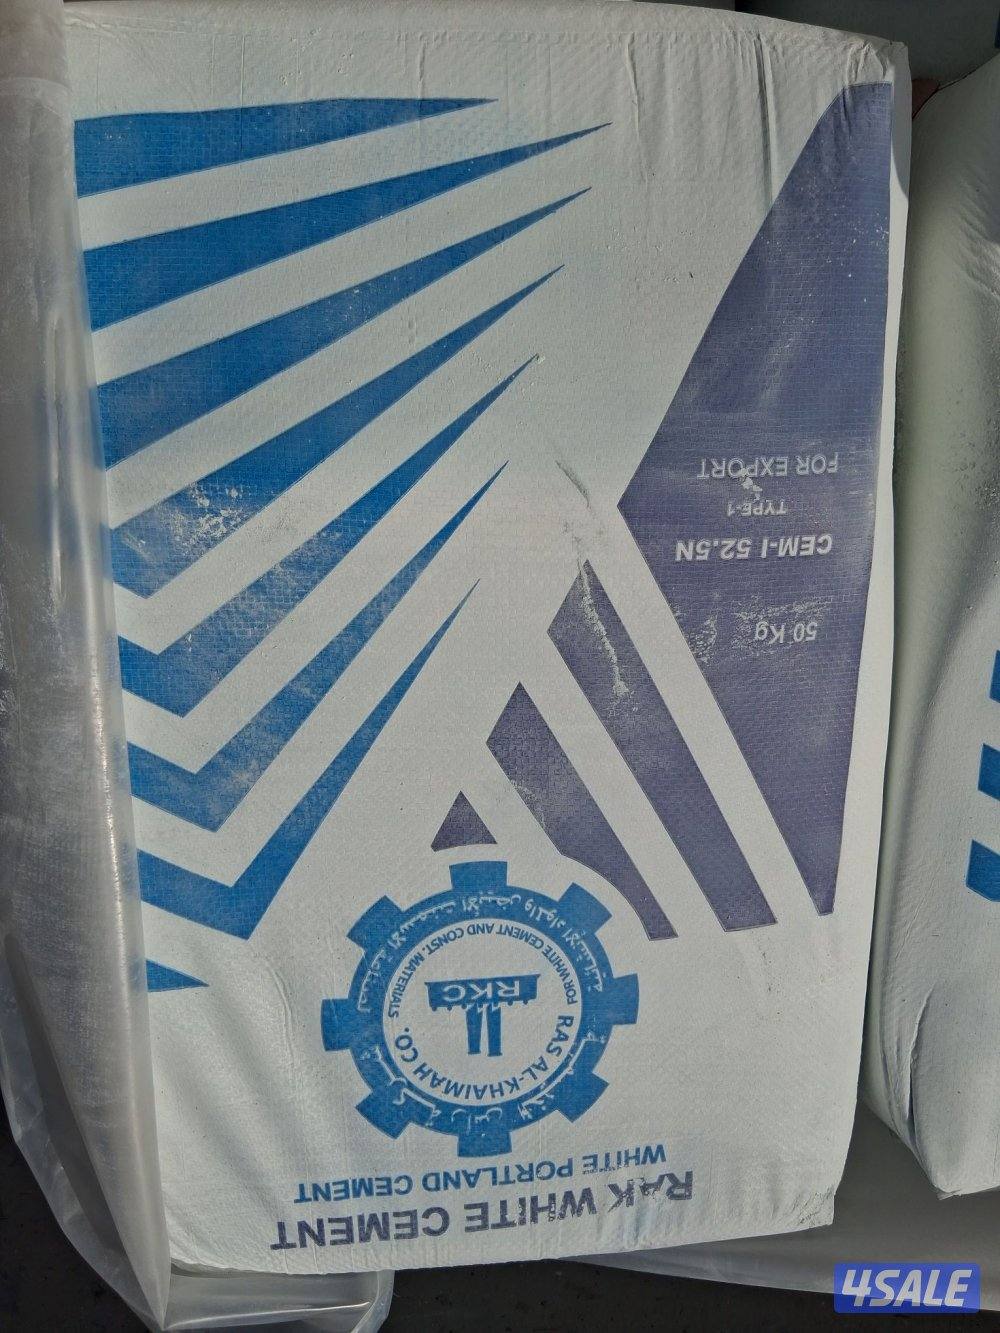 RAK WHITE CEMENT
WHITE PORTLAND CEMENT
RAS AL-KHAIMAH CO.
FOR WHITE CEMENT AND CONST. MATERIALS
RKC
50 Kg
CEM-I 52.5N
TYPE-1
FOR EXPORT
4SALE